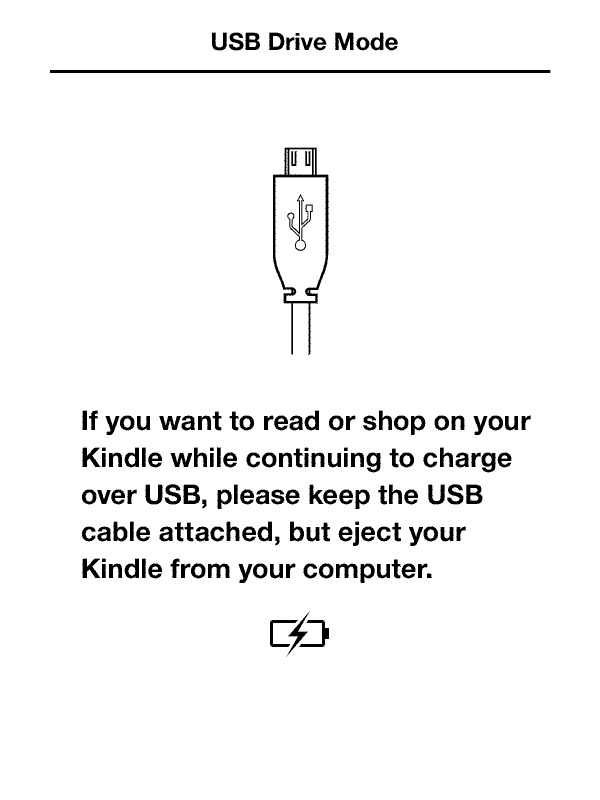 USB Drive Mode
If you want to read or shop on your
Kindle while continuing to charge
over USB, please keep the USB
cable attached, but eject your
Kindle from your computer.